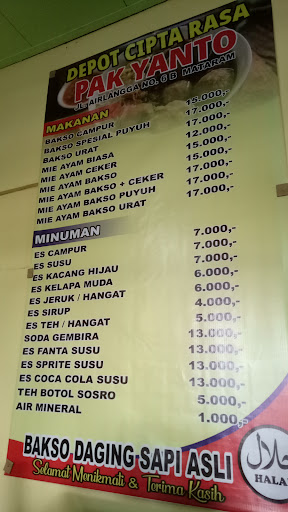 DEPOT CIPTA RASA
PAK YANTO
JL. AIRLANGGA NO. 6 B MATARAM
MAKANAN
BAKSO CAMPUR 15.000,-
BAKSO SPESIAL PUYUH 17.000,-
BAKSO URAT 17.000,-
MIE AYAM BIASA 12.000,-
MIE AYAM CEKER 15.000,-
MIE AYAM BAKSO 15.000,-
MIE AYAM BAKSO + CEKER 17.000,-
MIE AYAM BAKSO PUYUH 17.000,-
MIE AYAM BAKSO URAT 17.000,-
MINUMAN
ES CAMPUR 7.000,-
ES SUSU 7.000,-
ES KACANG HIJAU 7.000,-
ES KELAPA MUDA 6.000,-
ES JERUK / HANGAT 6.000,-
ES SIRUP 4.000,-
ES TEH / HANGAT 5.000,-
SODA GEMBIRA 13.000,-
ES FANTA SUSU 13.000,-
ES SPRITE SUSU 13.000,-
ES COCA COLA SUSU 13.000,-
TEH BOTOL SOSRO 5.000,-
AIR MINERAL 1.000,-
BAKSO DAGING SAPI ASLI
Selamat Menikmati & Terima Kasih
حلال
HALAL